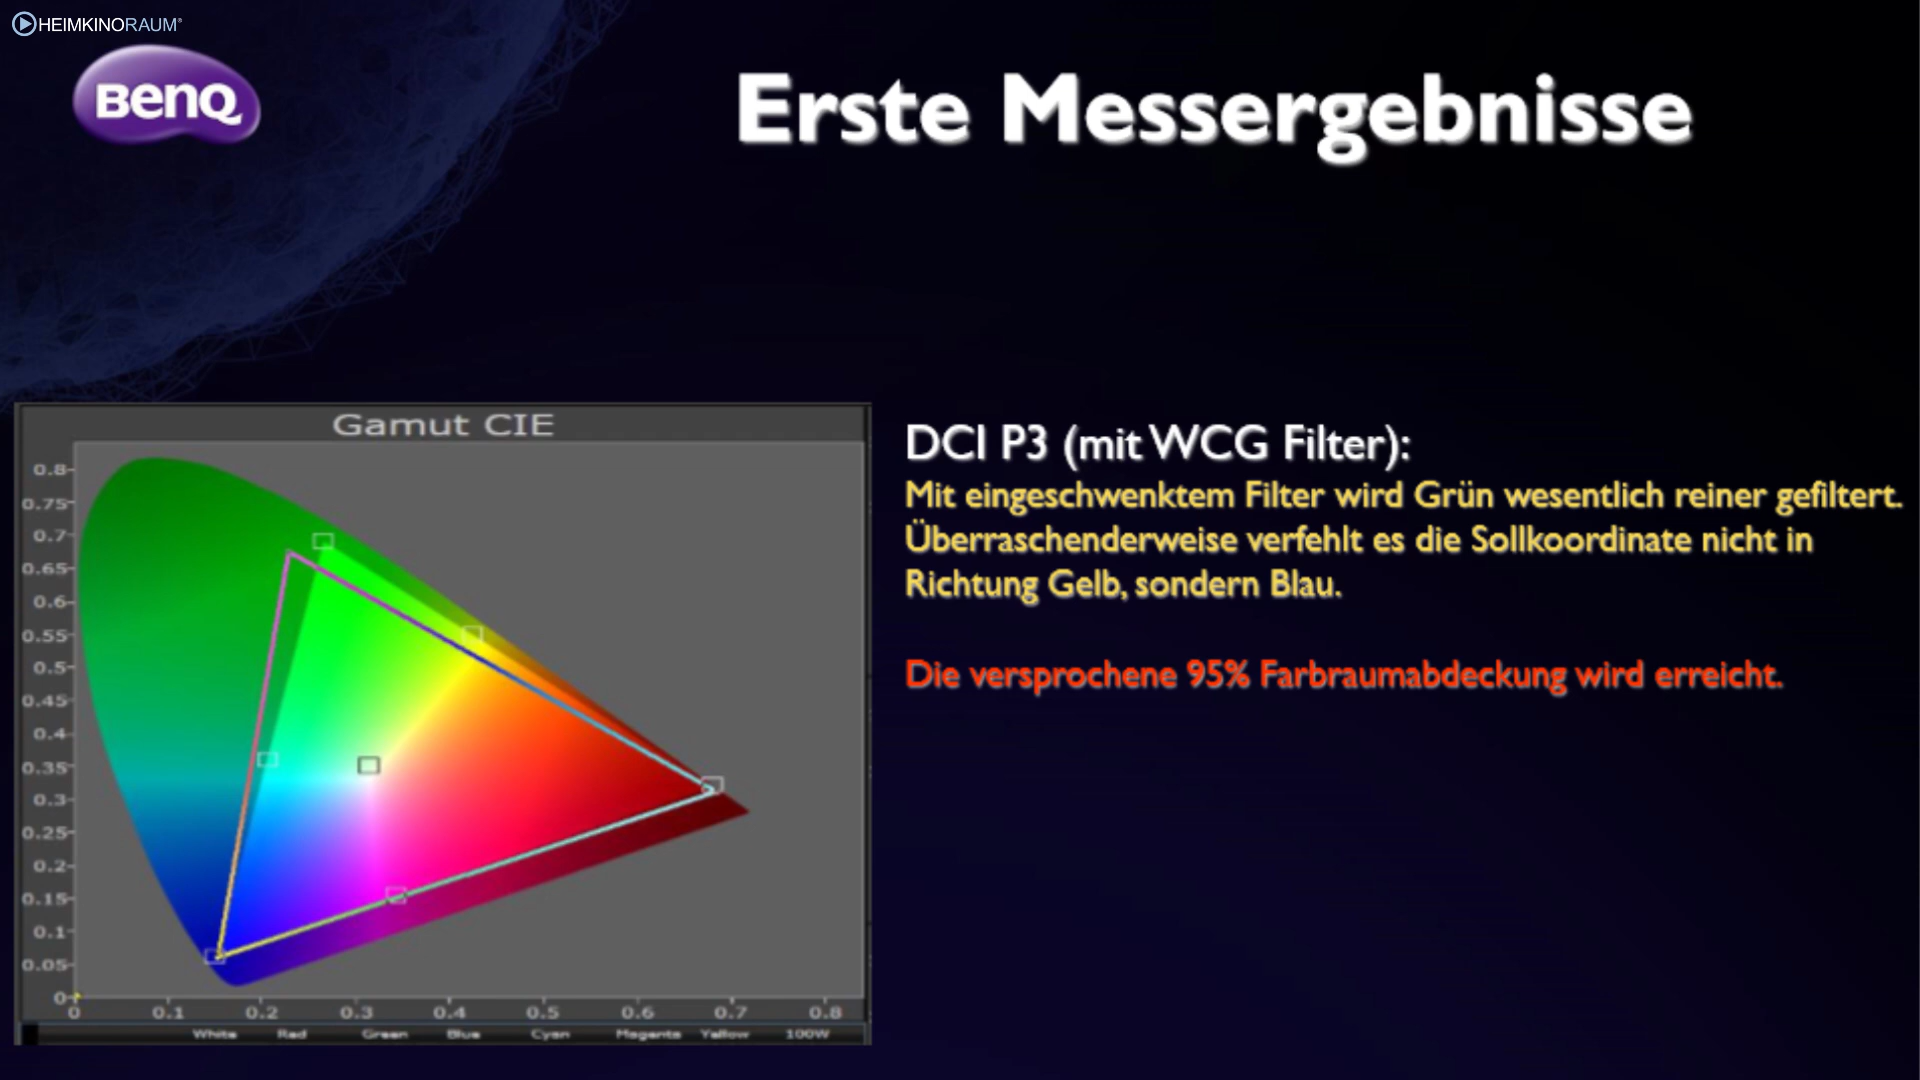 HEIMKINORAUM®
BenQ
Erste Messergebnisse
Gamut CIE
0.8
0.75
0.7
0.65
0.6
0.55
0.5
0.45
0.4
0.35
0.3
0.25
0.2
0.15
0.1
0.05
0
0 0.1 0.2 0.3 0.4 0.5 0.6 0.7 0.8
White Red Green Blue Cyan Magenta Yellow 100W
DCI P3 (mit WCG Filter):
Mit eingeschwenktem Filter wird Grün wesentlich reiner gefiltert.
Überraschenderweise verfehlt es die Sollkoordinate nicht in
Richtung Gelb, sondern Blau.
Die versprochene 95% Farbraumabdeckung wird erreicht.